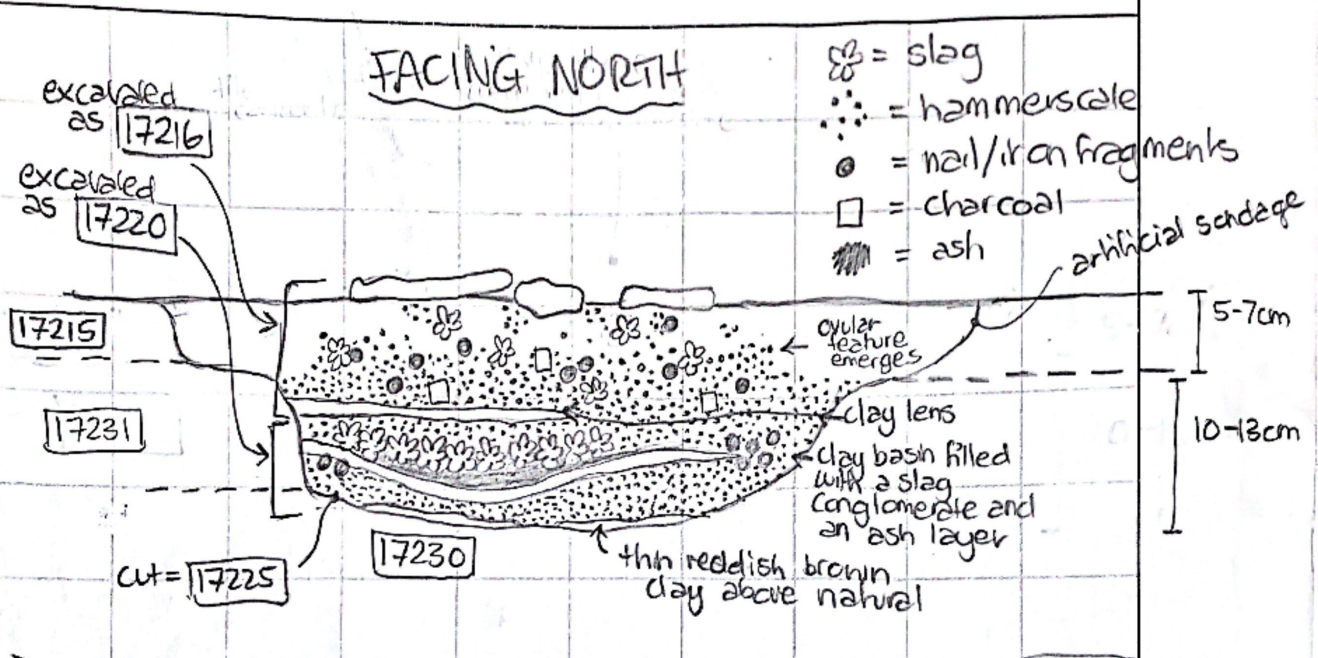 FACING NORTH
excavated
as 17216
excavated
as 17220
= slag
= hammerscale
= nail/iron fragments
= charcoal
= ash
artificial sondage
17215
17231
ovular
feature
emerges
5-7cm
10-13cm
clay lens
clay basin filled
with a slag
conglomerate and
an ash layer
thin reddish brown
clay above natural
17230
cut= 17225